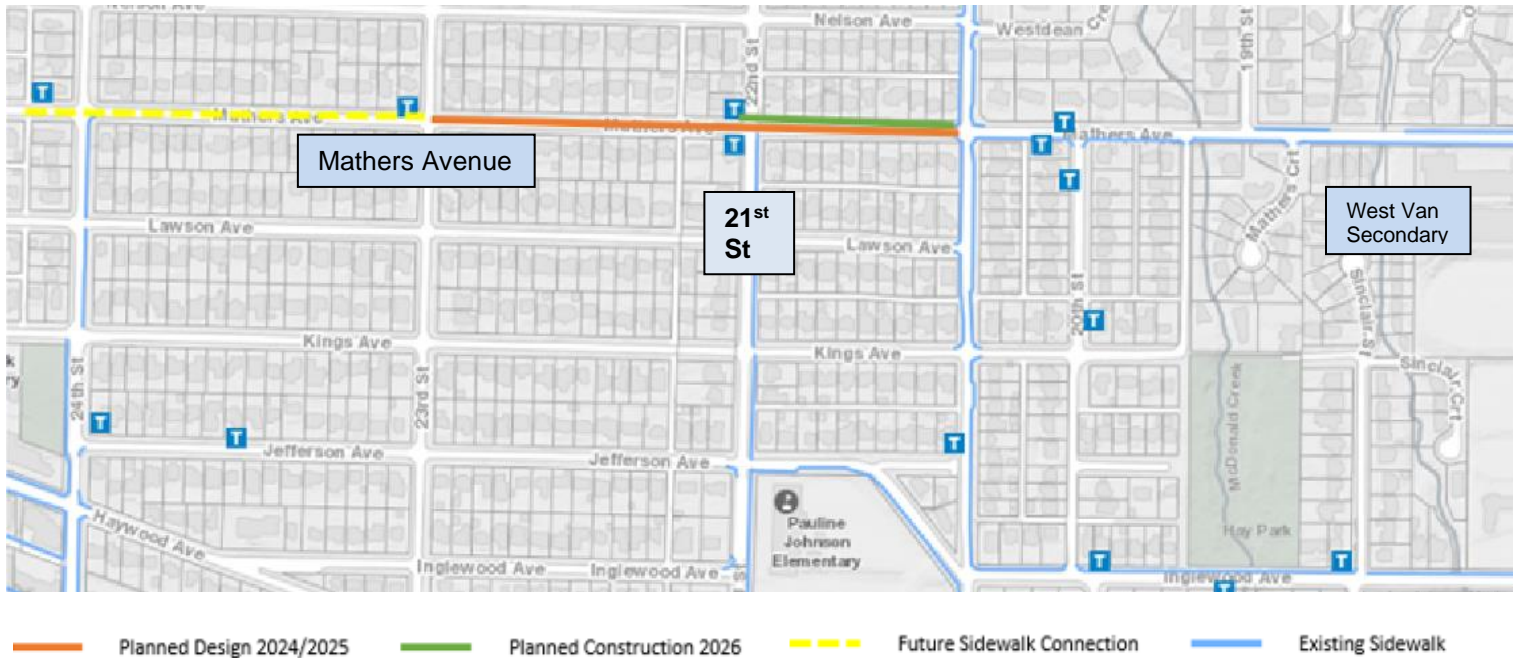 Nelson Ave
Nelson Ave
Westdean Cre
19th St
22nd St
T
T
T
T
Mathers Ave
Mathers Ave
Mathers Ave
T
T
T
Mathers Avenue
21st
St
West Van
Secondary
Mathers Crt
Lawson Ave
Lawson Ave
Sinclair St
20th St
T
Kings Ave
Kings Ave
Sinclair Crt
24th St
23rd St
McDonald Creek
T
T
T
Jefferson Ave
Jefferson Ave
Pauline
Johnson
Elementary
Haywood Ave
Hay Park
T
T
Inglewood Ave
Inglewood Ave
Inglewood Ave
T
Planned Design 2024/2025
Planned Construction 2026
Future Sidewalk Connection
Existing Sidewalk